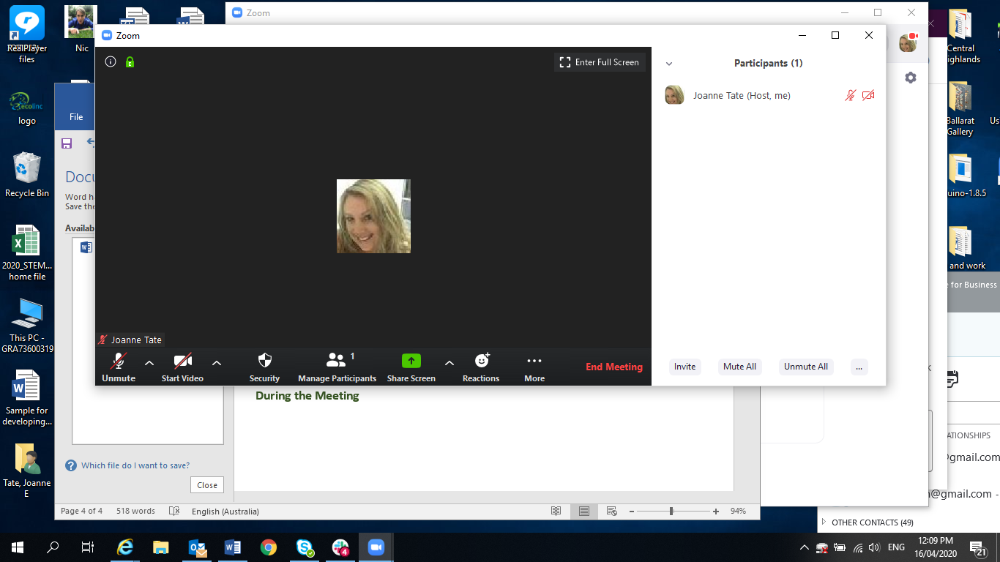 RealPlayer
files
Nic
ecolinc
logo
Recycle Bin
2020_STEM...
home file
This PC -
GRA73600319
Sample for
developing...
Tate, Joanne
E
Zoom
Zoom
Enter Full Screen
Participants (1)
Joanne Tate (Host, me)
Joanne Tate
Unmute
Start Video
Security
1
Manage Participants
Share Screen
Reactions
More
End Meeting
Invite
Mute All
Unmute All
...
File
Docu
Word ha
Save the
Availab
Which file do I want to save?
Close
During the Meeting
Page 4 of 4
518 words
English (Australia)
94%
Central
ighlands
Ballarat
Gallery
Us
uino-1.8.5
and work
e for Business
k
ATIONSHIPS
@gmail.com
@gmail.com -
OTHER CONTACTS (49)
4
ENG
12:09 PM
16/04/2020
21